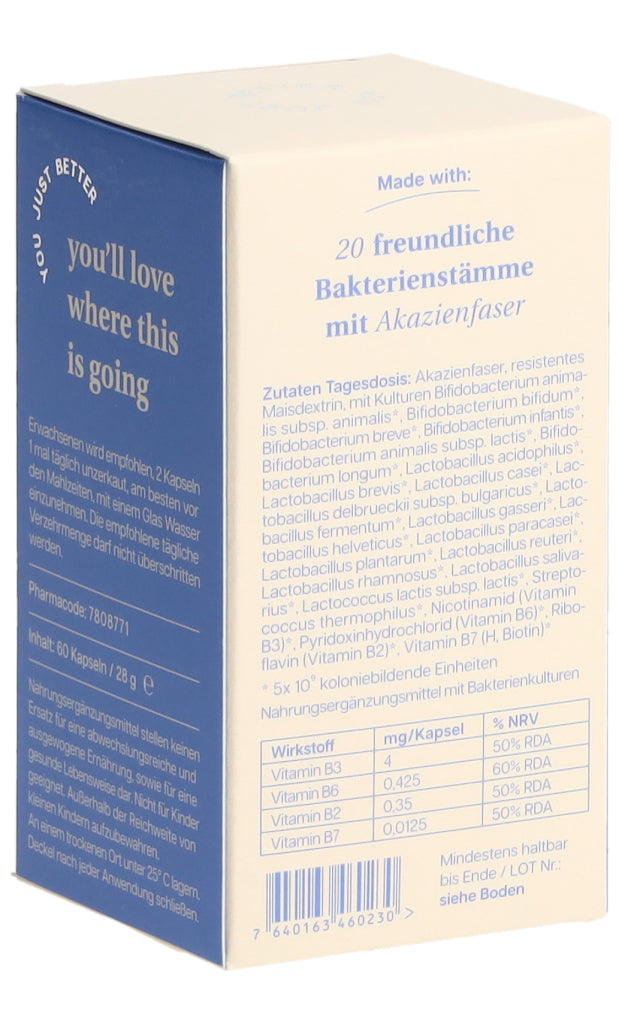 YOU JUST BETTER
you'll love
where this
is going
Erwachsenen wird empfohlen, 2 Kapseln
1 mal täglich unzerkaut, am besten vor
den Mahlzeiten, mit einem Glas Wasser
einzunehmen. Die empfohlene tägliche
Verzehrmenge darf nicht überschritten
werden.
Pharmacode: 7808771
Inhalt: 60 Kapseln / 28 g ℮
Nahrungsergänzungsmittel stellen keinen
Ersatz für eine abwechslungsreiche und
ausgewogene Ernährung, sowie für eine
gesunde Lebensweise dar. Nicht für Kinder
geeignet. Außerhalb der Reichweite von
kleinen Kindern aufzubewahren.
An einem trockenen Ort unter 25° C lagern.
Deckel nach jeder Anwendung schließen.
Made with:
20 freundliche
Bakterienstämme
mit Akazienfaser
Zutaten Tagesdosis: Akazienfaser, resistentes
Maisdextrin, mit Kulturen Bifidobacterium anima-
lis subsp. animalis*, Bifidobacterium bifidum*,
Bifidobacterium breve*, Bifidobacterium infantis*,
Bifidobacterium animalis subsp. lactis*, Bifido-
bacterium longum*, Lactobacillus acidophilus*,
Lactobacillus brevis*, Lactobacillus casei*, Lac-
tobacillus delbrueckii subsp. bulgaricus*, Lacto-
bacillus fermentum*, Lactobacillus gasseri*, Lac-
tobacillus helveticus*, Lactobacillus paracasei*,
Lactobacillus plantarum*, Lactobacillus reuteri*,
Lactobacillus rhamnosus*, Lactobacillus saliva-
rius*, Lactococcus lactis subsp. lactis*, Strepto-
coccus thermophilus*, Nicotinamid (Vitamin
B3)*, Pyridoxinhydrochlorid (Vitamin B6)*, Ribo-
flavin (Vitamin B2)*, Vitamin B7 (H, Biotin)*
* 5x 10⁹ koloniebildende Einheiten
Nahrungsergänzungsmittel mit Bakterienkulturen
Wirkstoff mg/Kapsel % NRV
Vitamin B3 4 50% RDA
Vitamin B6 0,425 60% RDA
Vitamin B2 0,35 50% RDA
Vitamin B7 0,0125 50% RDA
Mindestens haltbar
bis Ende / LOT Nr.:
siehe Boden
7 640163 460230 >